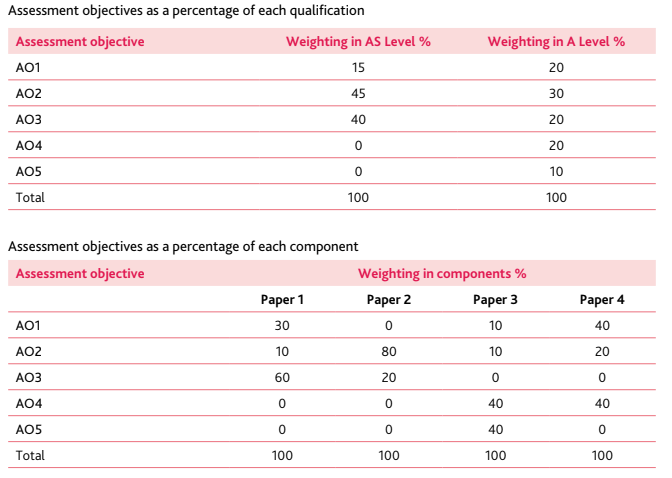 Assessment objectives as a percentage of each qualification
Assessment objective Weighting in AS Level % Weighting in A Level %
AO1 15 20
AO2 45 30
AO3 40 20
AO4 0 20
AO5 0 10
Total 100 100
Assessment objectives as a percentage of each component
Assessment objective Weighting in components %
Paper 1 Paper 2 Paper 3 Paper 4
AO1 30 0 10 40
AO2 10 80 10 20
AO3 60 20 0 0
AO4 0 0 40 40
AO5 0 0 40 0
Total 100 100 100 100